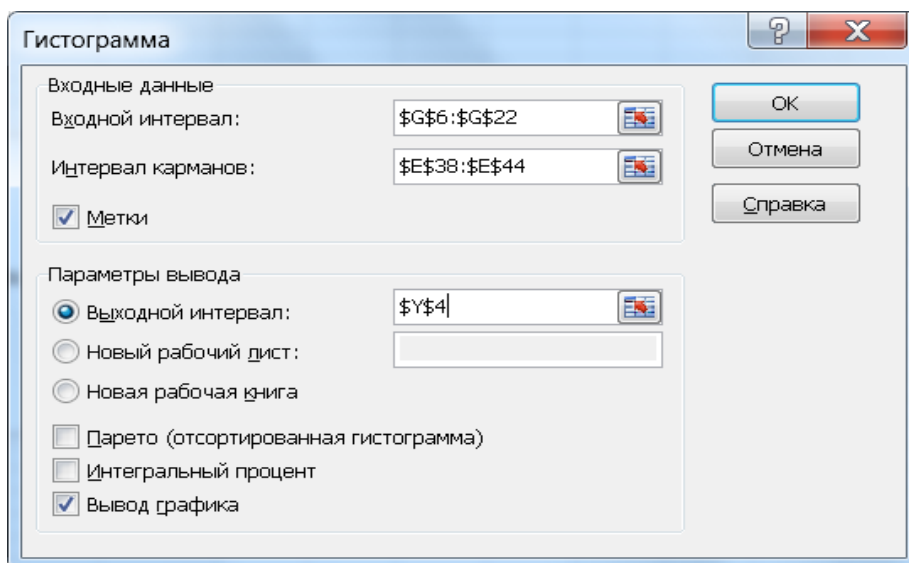 Гистограмма
Входные данные
Входной интервал: $G$6:$G$22
Интервал карманов: $E$38:$E$44
Метки
ОК
Отмена
Справка
Параметры вывода
Выходной интервал: $Y$4
Новый рабочий лист:
Новая рабочая книга
Парето (отсортированная гистограмма)
Интегральный процент
Вывод графика